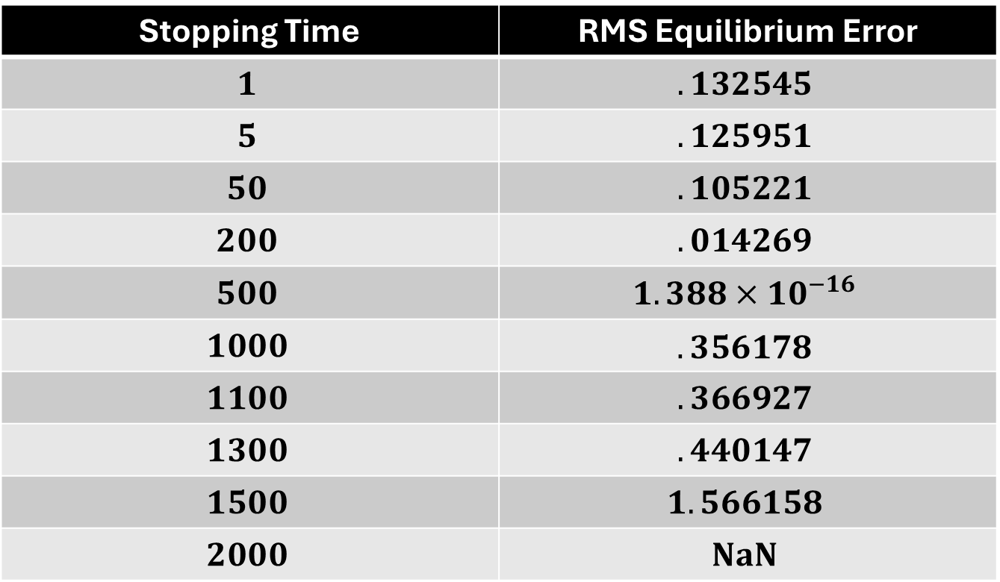 Stopping Time RMS Equilibrium Error
1 .132545
5 .125951
50 .105221
200 .014269
500 1.388 × 10⁻¹⁶
1000 .356178
1100 .366927
1300 .440147
1500 1.566158
2000 NaN